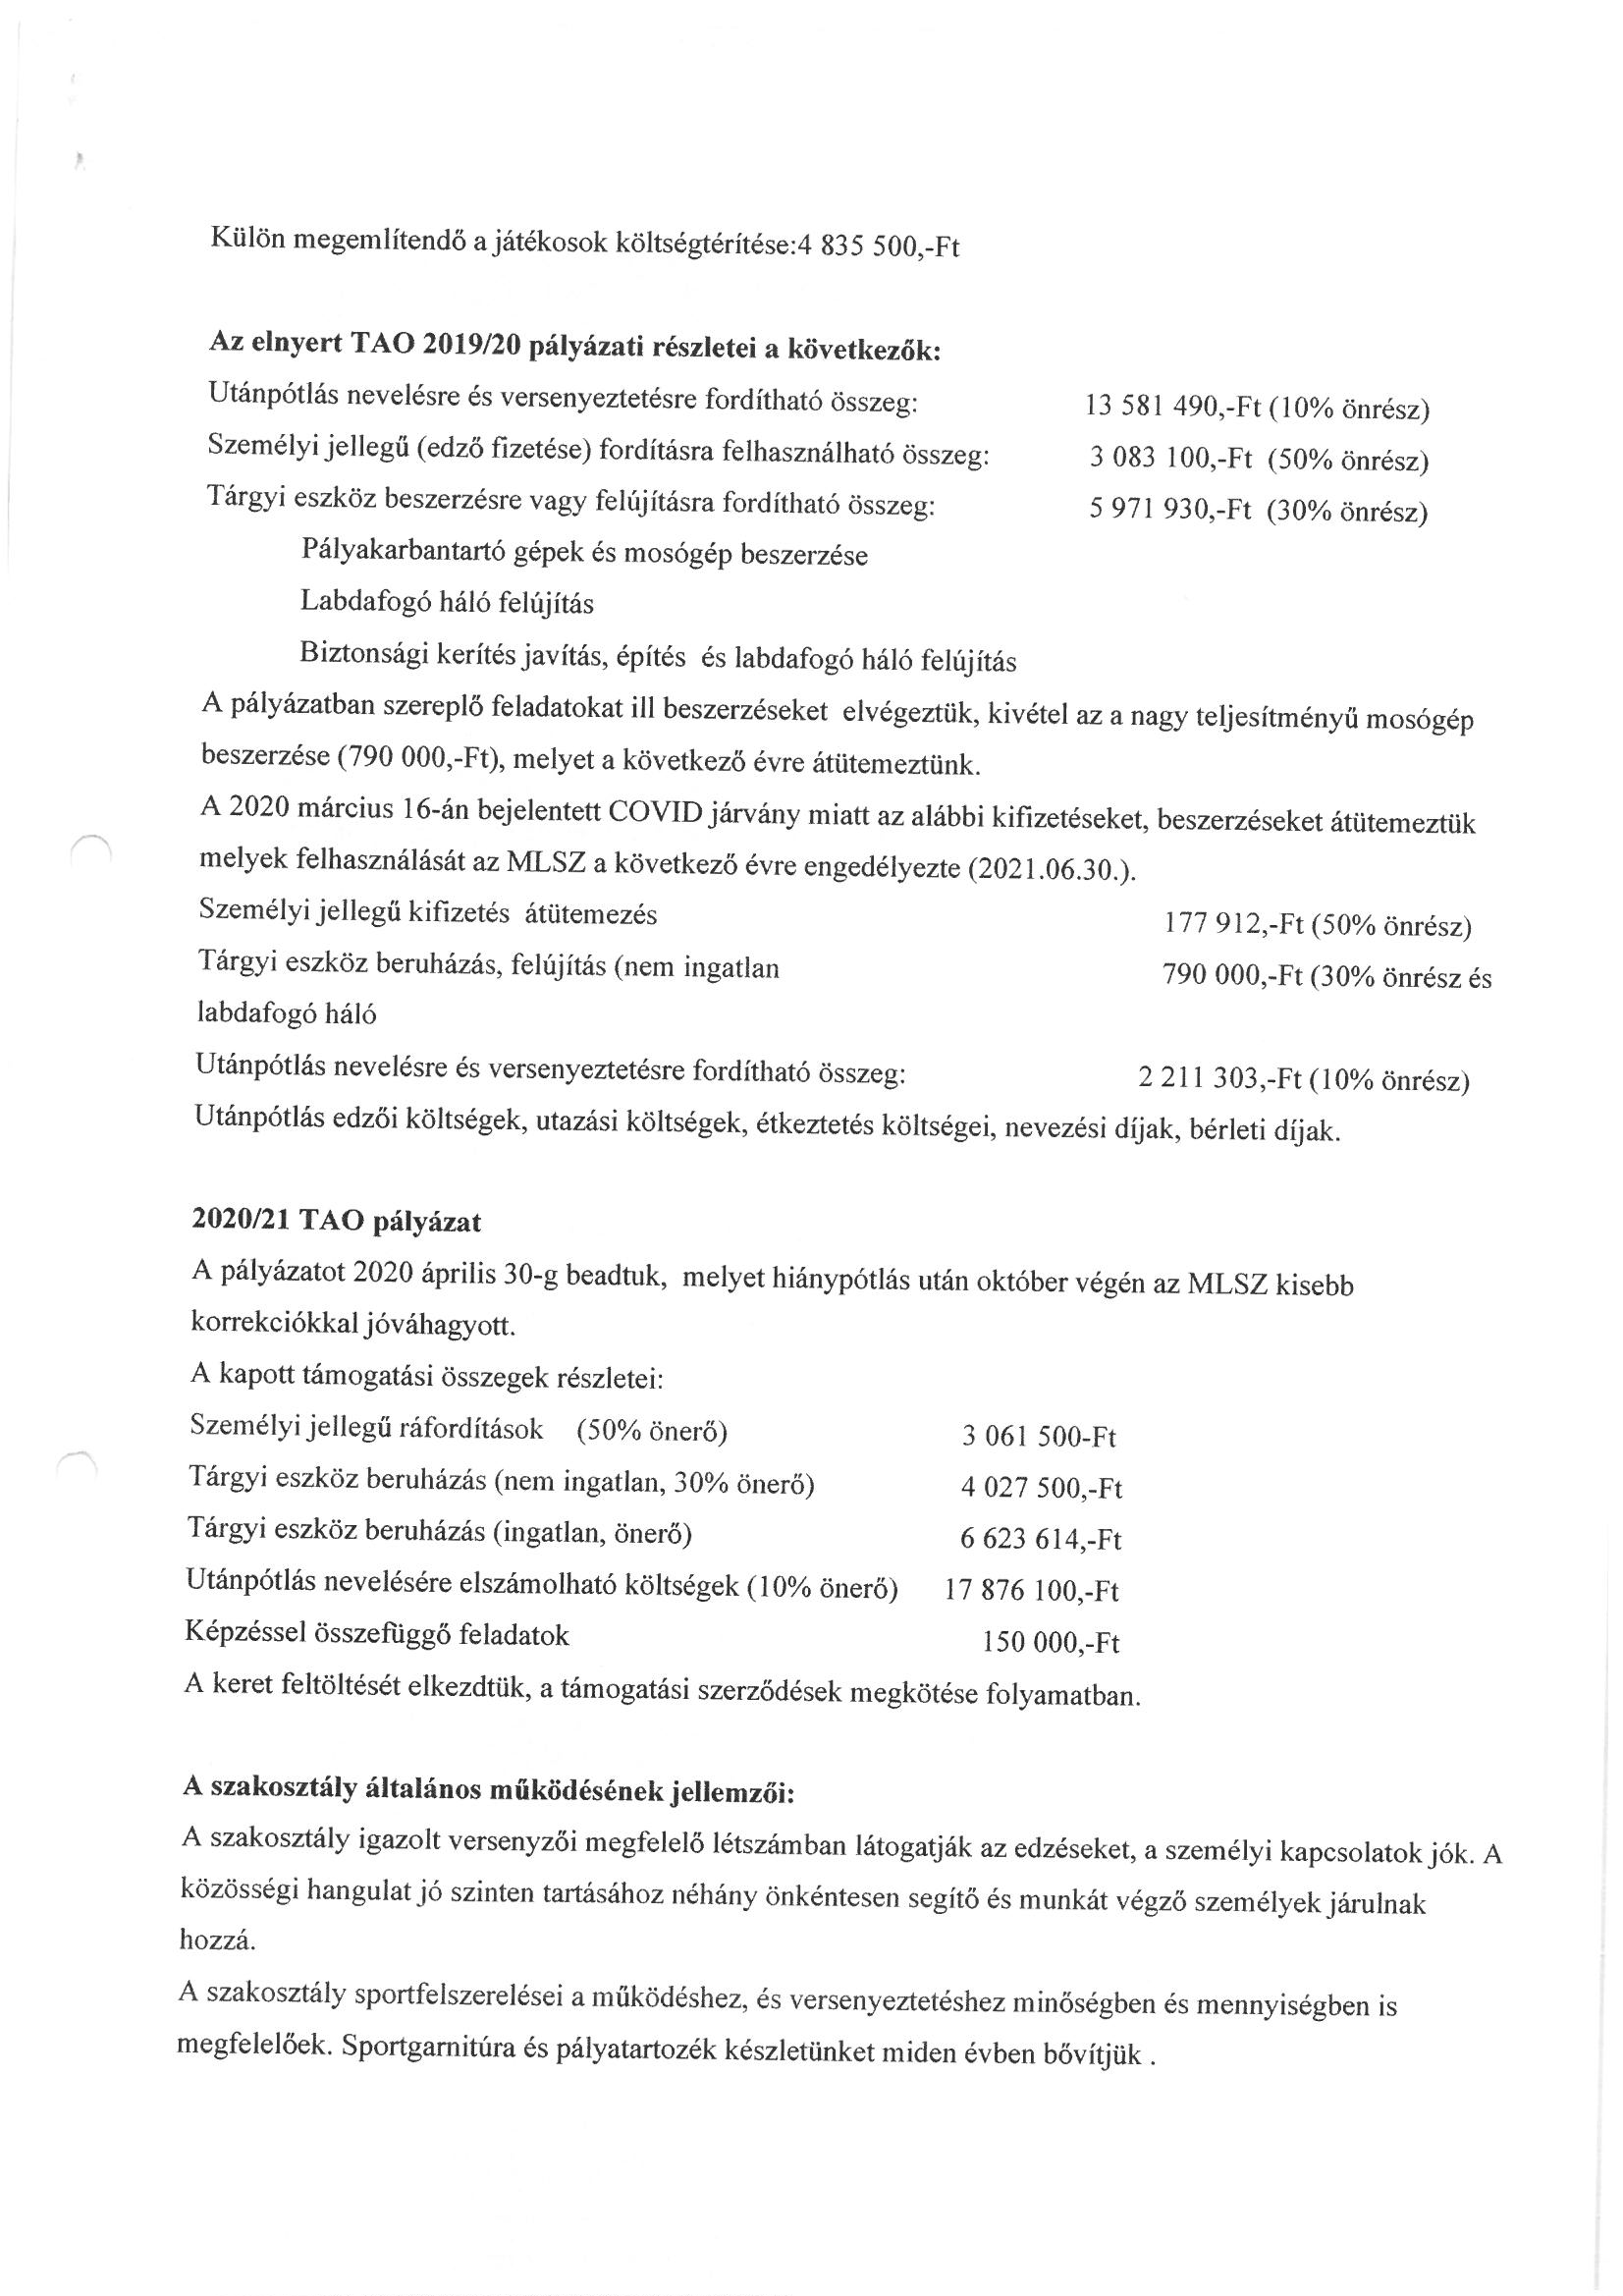 Külön megemlítendő a játékosok költségtérítése:4 835 500,-Ft
Az elnyert TAO 2019/20 pályázati részletei a következők:
Utánpótlás nevelésre és versenyeztetésre fordítható összeg: 13 581 490,-Ft (10% önrész)
Személyi jellegű (edző fizetése) fordításra felhasználható összeg: 3 083 100,-Ft (50% önrész)
Tárgyi eszköz beszerzésre vagy felújításra fordítható összeg: 5 971 930,-Ft (30% önrész)
Pályakarbantartó gépek és mosógép beszerzése
Labdafogó háló felújítás
Biztonsági kerítés javítás, építés és labdafogó háló felújítás
A pályázatban szereplő feladatokat ill beszerzéseket elvégeztük, kivétel az a nagy teljesítményű mosógép
beszerzése (790 000,-Ft), melyet a következő évre átütemeztünk.
A 2020 március 16-án bejelentett COVID járvány miatt az alábbi kifizetéseket, beszerzéseket átütemeztük
melyek felhasználását az MLSZ a következő évre engedélyezte (2021.06.30.).
Személyi jellegű kifizetés átütemezés 177 912,-Ft (50% önrész)
Tárgyi eszköz beruházás, felújítás (nem ingatlan 790 000,-Ft (30% önrész és
labdafogó háló
Utánpótlás nevelésre és versenyeztetésre fordítható összeg: 2 211 303,-Ft (10% önrész)
Utánpótlás edzői költségek, utazási költségek, étkeztetés költségei, nevezési díjak, bérleti díjak.
2020/21 TAO pályázat
A pályázatot 2020 április 30-g beadtuk, melyet hiánypótlás után október végén az MLSZ kisebb
korrekciókkal jóváhagyott.
A kapott támogatási összegek részletei:
Személyi jellegű ráfordítások (50% önerő) 3 061 500-Ft
Tárgyi eszköz beruházás (nem ingatlan, 30% önerő) 4 027 500,-Ft
Tárgyi eszköz beruházás (ingatlan, önerő) 6 623 614,-Ft
Utánpótlás nevelésére elszámolható költségek (10% önerő) 17 876 100,-Ft
Képzéssel összefüggő feladatok 150 000,-Ft
A keret feltöltését elkezdtük, a támogatási szerződések megkötése folyamatban.
A szakosztály általános működésének jellemzői:
A szakosztály igazolt versenyzői megfelelő létszámban látogatják az edzéseket, a személyi kapcsolatok jók. A
közösségi hangulat jó szinten tartásához néhány önkéntesen segítő és munkát végző személyek járulnak
hozzá.
A szakosztály sportfelszerelései a működéshez, és versenyeztetéshez minőségben és mennyiségben is
megfelelőek. Sportgarnitúra és pályatartozék készletünket miden évben bővítjük .